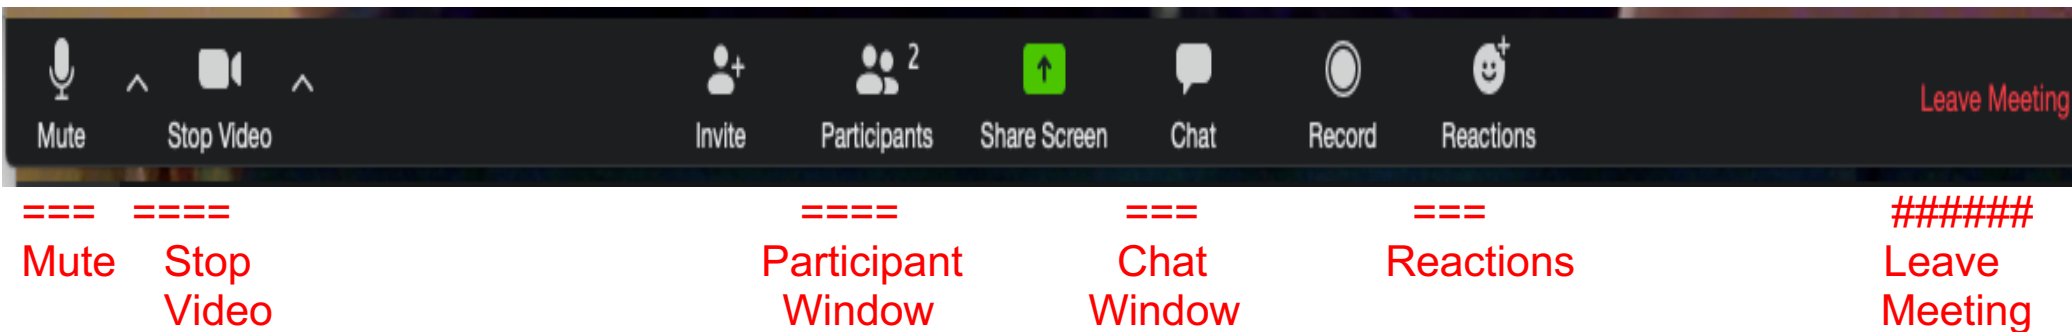 2
Mute Stop Video Invite Participants Share Screen Chat Record Reactions Leave Meeting
=== ==== ==== === === ######
Mute Stop Participant Chat Reactions Leave
Video Window Window Meeting